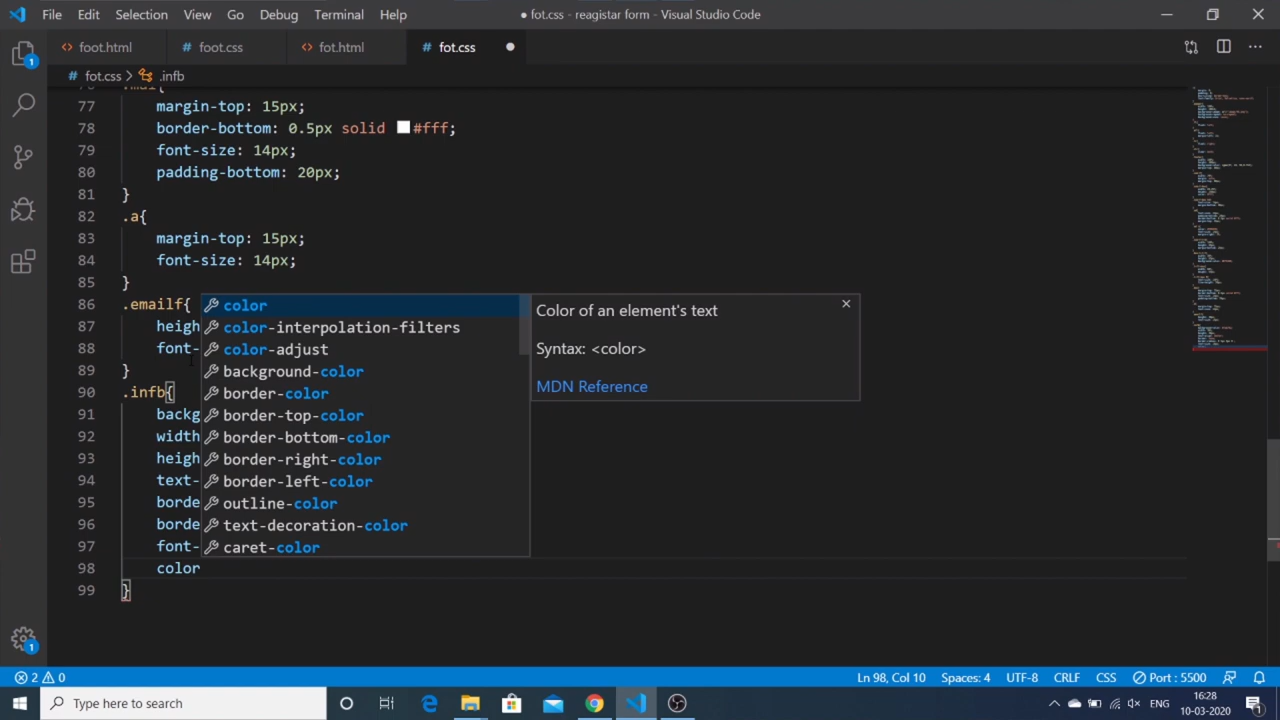 File Edit Selection View Go Debug Terminal Help
● fot.css - reagistar form - Visual Studio Code
foot.html # foot.css fot.html # fot.css
# fot.css > .infb
77 margin-top: 15px;
78 border-bottom: 0.5px solid #fff;
79 font-size: 14px;
80 padding-bottom: 20px;
81 }
82 .a{
83 margin-top: 15px;
84 font-size: 14px;
85 }
86 .emailf{
87 heigh
88 font-
89 }
90 .infb{
91 backg
92 width
93 heigh
94 text-
95 borde
96 borde
97 font-
98 color
99 }
color
color-interpolation-filters
color-adjust
background-color
border-color
border-top-color
border-bottom-color
border-right-color
border-left-color
outline-color
text-decoration-color
caret-color
Color of an element's text
Syntax: <color>
MDN Reference
2 0 Ln 98, Col 10 Spaces: 4 UTF-8 CRLF CSS Port : 5500
Type here to search
ENG
16:28
10-03-2020